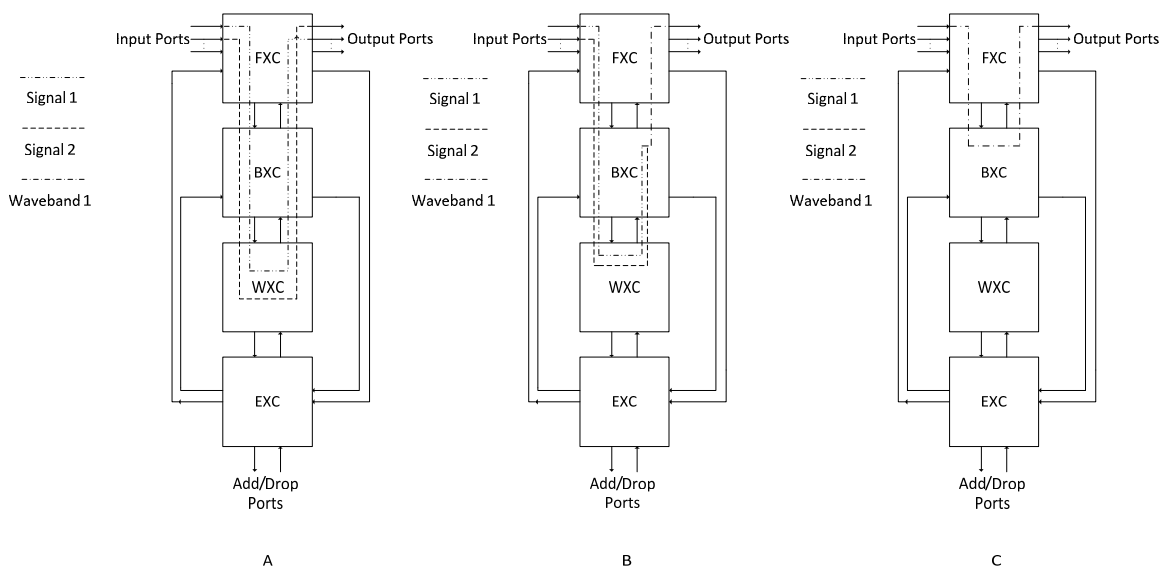 Input Ports
FXC
Output Ports
Signal 1
Signal 2
BXC
Waveband 1
WXC
EXC
Add/Drop
Ports
A
Input Ports
FXC
Output Ports
Signal 1
Signal 2
BXC
Waveband 1
WXC
EXC
Add/Drop
Ports
B
Input Ports
FXC
Output Ports
Signal 1
Signal 2
BXC
Waveband 1
WXC
EXC
Add/Drop
Ports
C